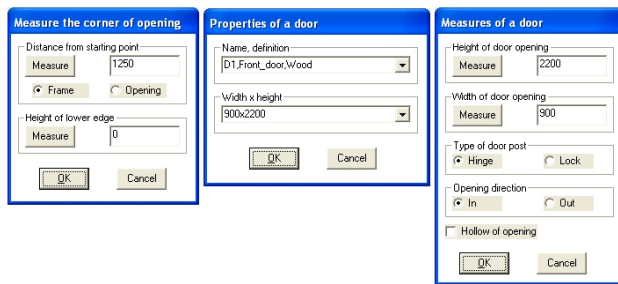 Measure the corner of opening
Distance from starting point
Measure
1250
Frame
Opening
Height of lower edge
Measure
0
OK
Cancel
Properties of a door
Name, definition
D1,Front_door,Wood
Width x height
900x2200
OK
Cancel
Measures of a door
Height of door opening
Measure
2200
Width of door opening
Measure
900
Type of door post
Hinge
Lock
Opening direction
In
Out
Hollow of opening
OK
Cancel